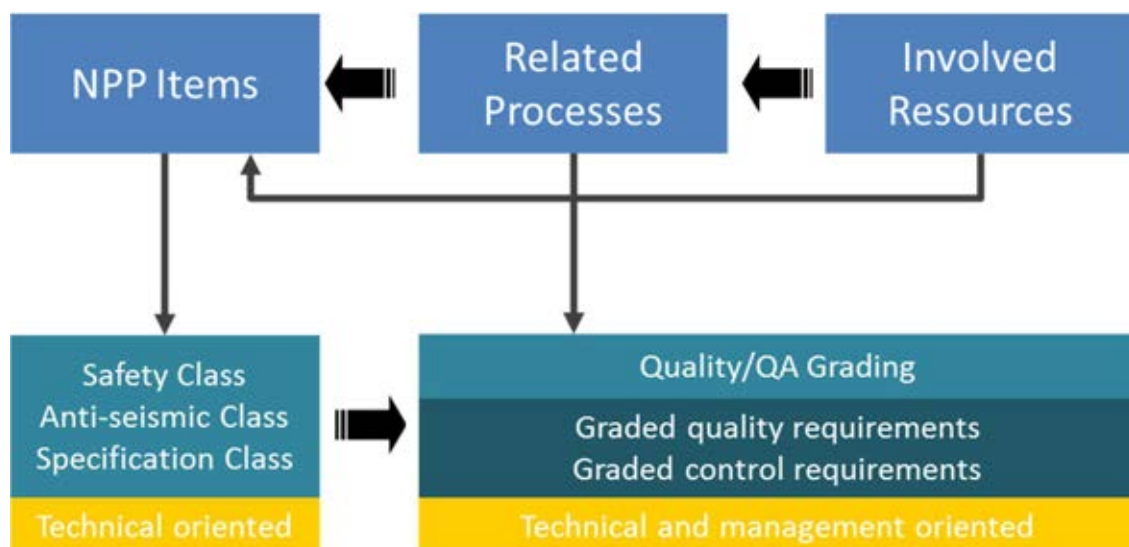 NPP Items
Related
Processes
Involved
Resources
Safety Class
Anti-seismic Class
Specification Class
Technical oriented
Quality/QA Grading
Graded quality requirements
Graded control requirements
Technical and management oriented